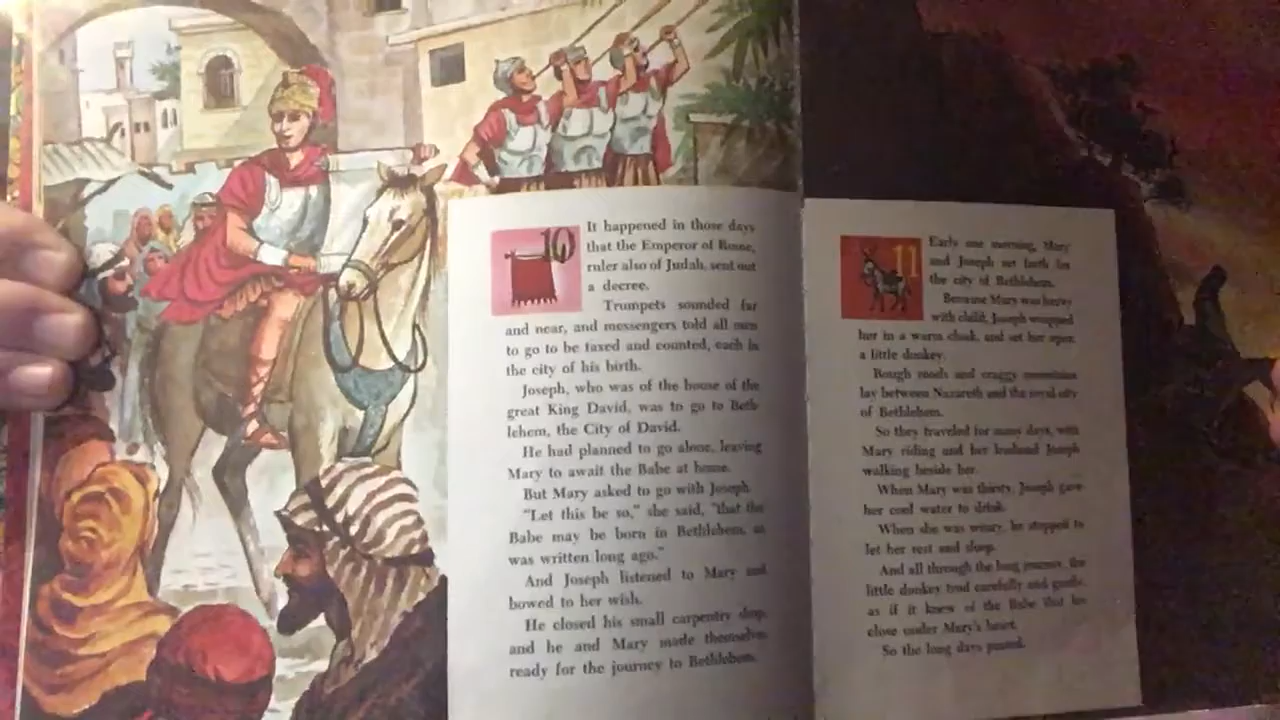 10
It happened in those days
that the Emperor of Rome,
ruler also of Judah, sent out
a decree.
Trumpets sounded far
and near, and messengers told all men
to go to be taxed and counted, each in
the city of his birth.
Joseph, who was of the house of the
great King David, was to go to Beth-
lehem, the City of David.
He had planned to go alone, leaving
Mary to await the Babe at home.
But Mary asked to go with Joseph.
"Let this be so," she said, "that the
Babe may be born in Bethlehem, as
was written long ago."
And Joseph listened to Mary and
bowed to her wish.
He closed his small carpentry shop,
and he and Mary made themselves
ready for the journey to Bethlehem.
11
Early one morning, Mary
and Joseph set forth for
the city of Bethlehem.
Because Mary was heavy
with child, Joseph wrapped
her in a warm cloak, and set her upon
a little donkey.
Rough roads and craggy mountains
lay between Nazareth and the royal city
of Bethlehem.
So they traveled for many days, with
Mary riding and her husband Joseph
walking beside her.
When Mary was thirsty, Joseph gave
her cool water to drink.
When she was weary, he stopped to
let her rest and sleep.
And all through the long journey, the
little donkey trod carefully and gently,
as if it knew of the Babe that lay
close under Mary's heart.
So the long days passed.